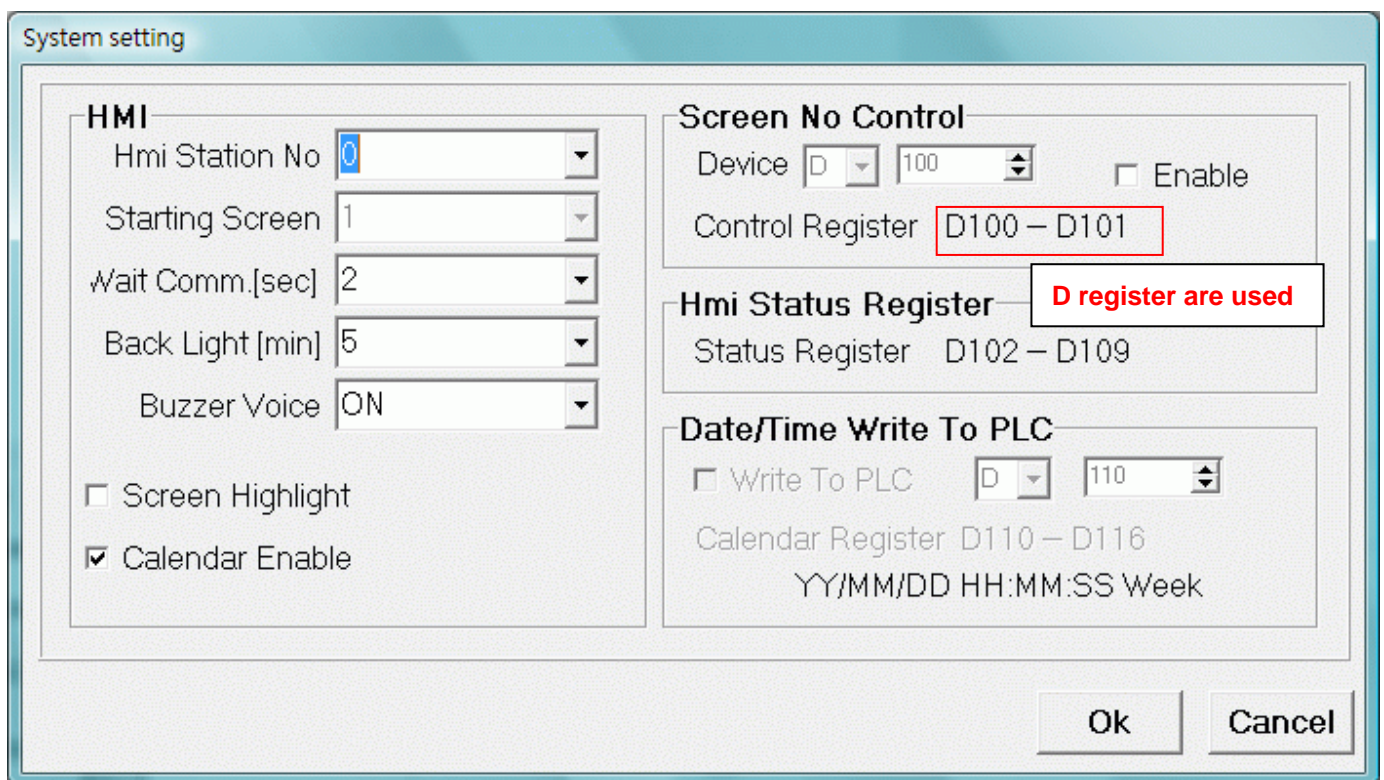 System setting
HMI
Hmi Station No 0
Starting Screen 1
Wait Comm.[sec] 2
Back Light [min] 5
Buzzer Voice ON
Screen Highlight
Calendar Enable
Screen No Control
Device D 100 Enable
Control Register D100 – D101
D register are used
Hmi Status Register
Status Register D102 – D109
Date/Time Write To PLC
Write To PLC D 110
Calendar Register D110 – D116
YY/MM/DD HH:MM:SS Week
Ok Cancel